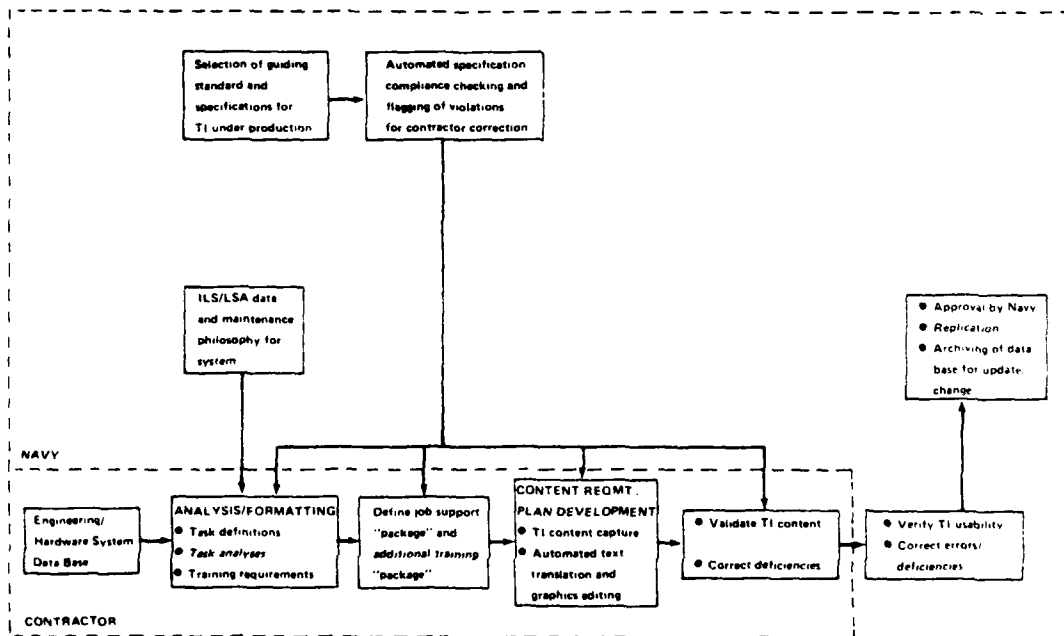 Selection of guiding
standard and
specifications for
TI under production
Automated specification
compliance checking and
flagging of violations
for contractor correction
ILS/LSA data
and maintenance
philosophy for
system
● Approval by Navy
● Replication
● Archiving of data
base for update,
change
NAVY
Engineering/
Hardware System
Data Base
ANALYSIS/FORMATTING
● Task definitions
● Task analyses
● Training requirements
Define job support
"package" and
additional training
"package"
CONTENT REQMT.
PLAN DEVELOPMENT
● TI content capture
● Automated text
translation and
graphics editing
● Validate TI content
● Correct deficiencies
● Verify TI usability
● Correct errors/
deficiencies
CONTRACTOR